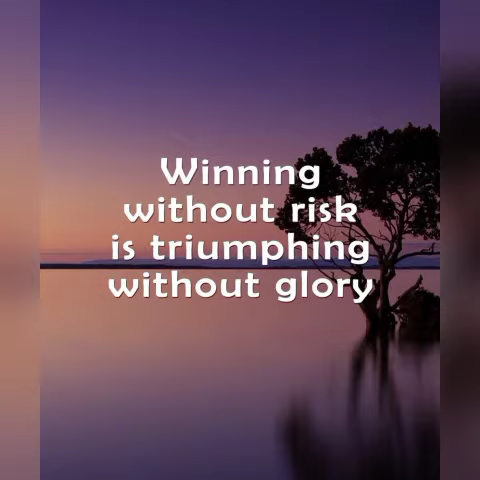 Winning
without risk
is triumphing
without glory